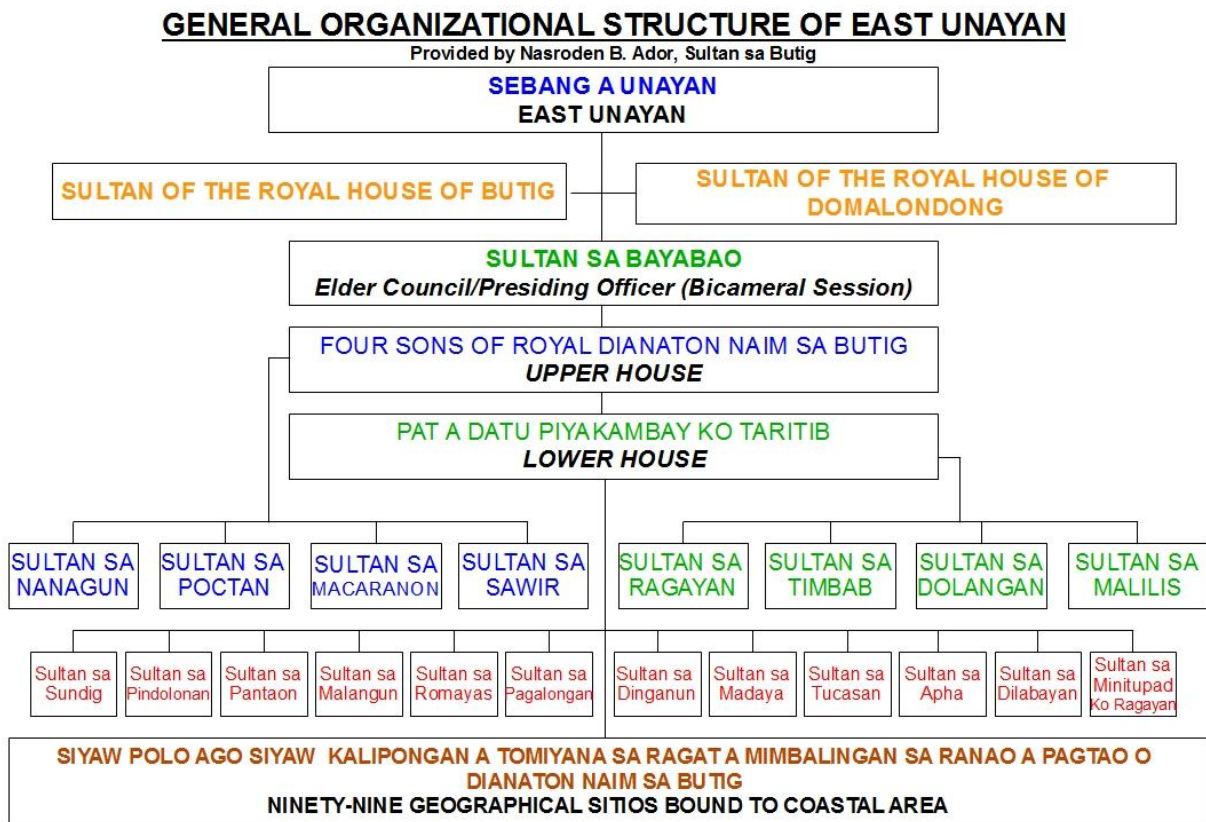 GENERAL ORGANIZATIONAL STRUCTURE OF EAST UNAYAN
Provided by Nasroden B. Ador, Sultan sa Butig
SEBANG A UNAYAN
EAST UNAYAN
SULTAN OF THE ROYAL HOUSE OF BUTIG
SULTAN OF THE ROYAL HOUSE OF
DOMALONDONG
SULTAN SA BAYABAO
Elder Council/Presiding Officer (Bicameral Session)
FOUR SONS OF ROYAL DIANATON NAIM SA BUTIG
UPPER HOUSE
PAT A DATU PIYAKAMBAY KO TARITIB
LOWER HOUSE
SULTAN SA
NANAGUN
SULTAN SA
POCTAN
SULTAN SA
MACARANON
SULTAN SA
SAWIR
SULTAN SA
RAGAYAN
SULTAN SA
TIMBAB
SULTAN SA
DOLANGAN
SULTAN SA
MALILIS
Sultan sa
Sundig
Sultan sa
Pindolonan
Sultan sa
Pantaon
Sultan sa
Malangun
Sultan sa
Romayas
Sultan sa
Pagalongan
Sultan sa
Dinganun
Sultan sa
Madaya
Sultan sa
Tucasan
Sultan sa
Apha
Sultan sa
Dilabayan
Sultan sa
Minitupad
Ko Ragayan
SIYAW POLO AGO SIYAW KALIPONGAN A TOMIYANA SA RAGAT A MIMBALINGAN SA RANAO A PAGTAO O
DIANATON NAIM SA BUTIG
NINETY-NINE GEOGRAPHICAL SITIOS BOUND TO COASTAL AREA